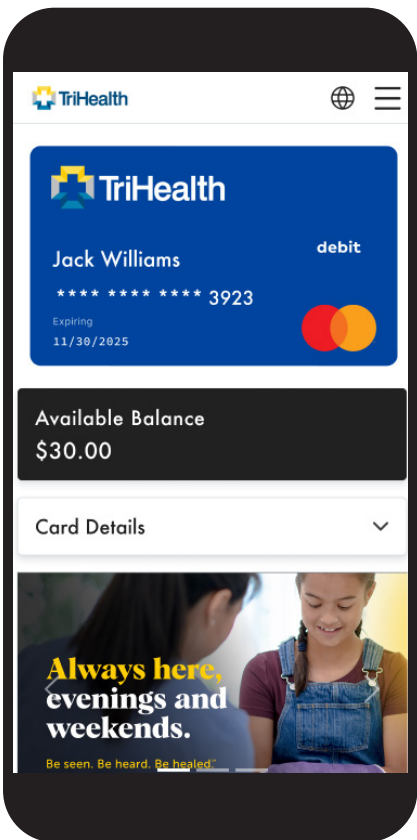 TriHealth
TriHealth
debit
Jack Williams
**** **** **** 3923
Expiring
11/30/2025
Available Balance
$30.00
Card Details
Always here,
evenings and
weekends.
Be seen. Be heard. Be healed.™